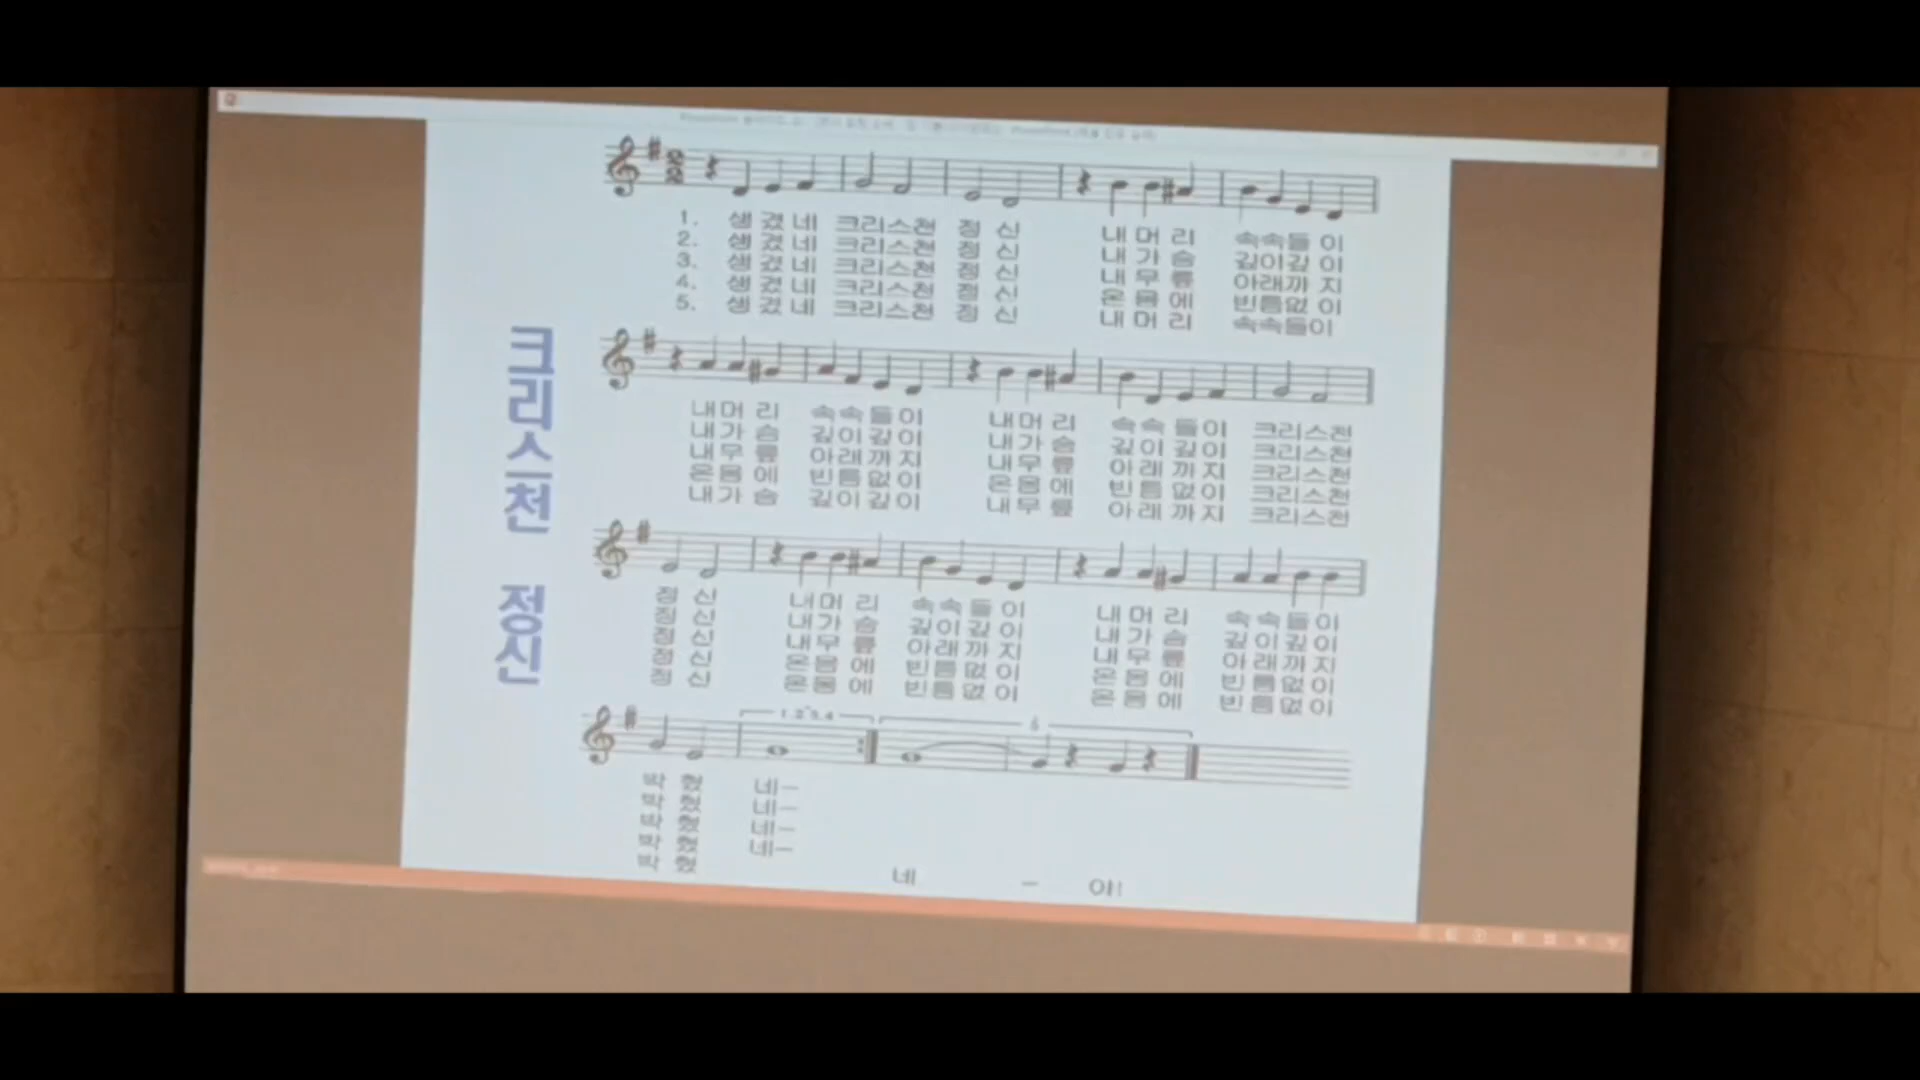 크리스천 정신
1. 생겼네 크리스천 정신 내머리 속속들이
2. 생겼네 크리스천 정신 내가슴 깊이깊이
3. 생겼네 크리스천 정신 내무릎 아래까지
4. 생겼네 크리스천 정신 온몸에 빈틈없이
5. 생겼네 크리스천 정신 내머리 속속들이
내머리 속속들이 내머리 속속들이 크리스천
내가슴 깊이깊이 내가슴 깊이깊이 크리스천
내무릎 아래까지 내무릎 아래까지 크리스천
온몸에 빈틈없이 온몸에 빈틈없이 크리스천
내가슴 깊이깊이 내무릎 아래까지 크리스천
정신 내머리 속속들이 내머리 속속들이
정신 내가슴 깊이깊이 내가슴 깊이깊이
정신 내무릎 아래까지 내무릎 아래까지
정신 온몸에 빈틈없이 온몸에 빈틈없이
정신 온몸에 빈틈없이 온몸에 빈틈없이
박혔 네-
박혔 네-
박혔 네-
박혔 네-
박혔 네 - 야!